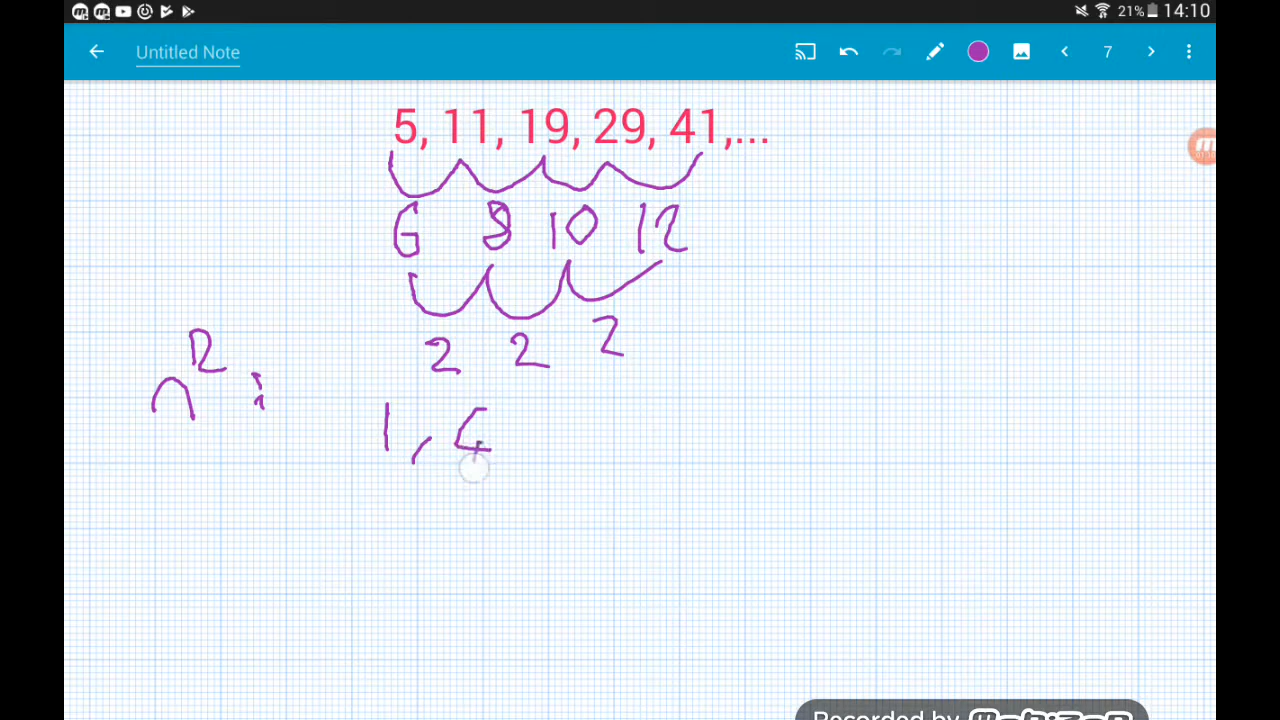 21% 14:10
Untitled Note 7
5, 11, 19, 29, 41,...
6 8 10 12
2 2 2
n² :
1, 4
Recorded by